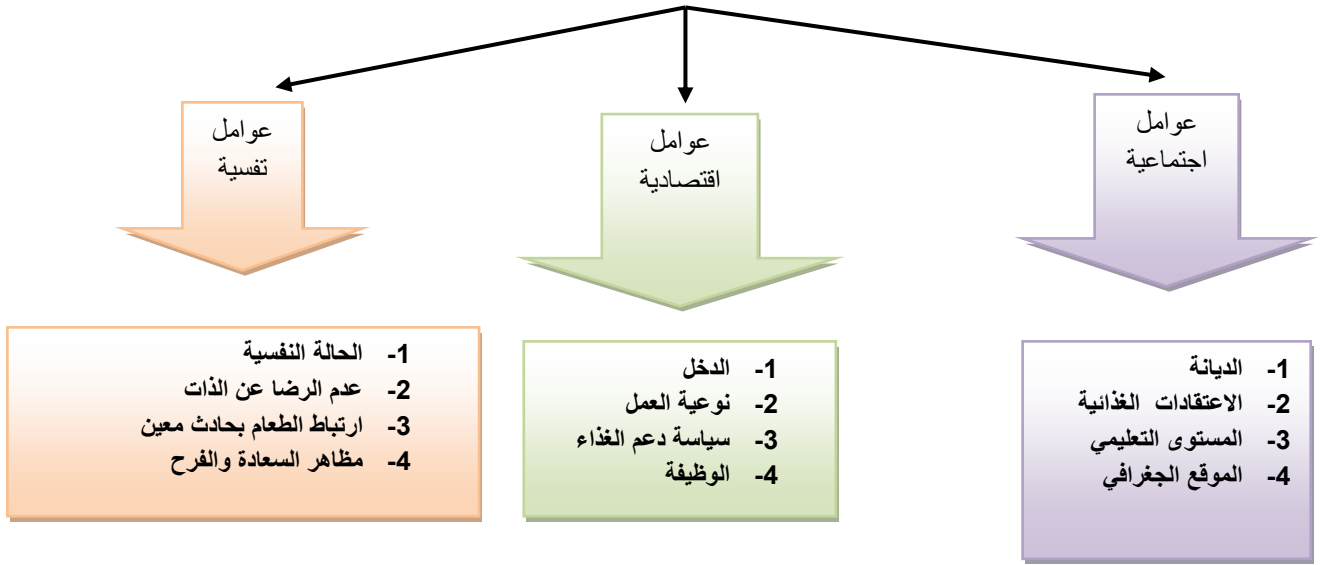 عوامل
اجتماعية
عوامل
اقتصادية
عوامل
تفسية
1- الديانة
2- الاعتقادات الغذائية
3- المستوى التعليمي
4- الموقع الجغرافي
1- الدخل
2- نوعية العمل
3- سياسة دعم الغذاء
4- الوظيفة
1- الحالة النفسية
2- عدم الرضا عن الذات
3- ارتباط الطعام بحادث معين
4- مظاهر السعادة والفرح